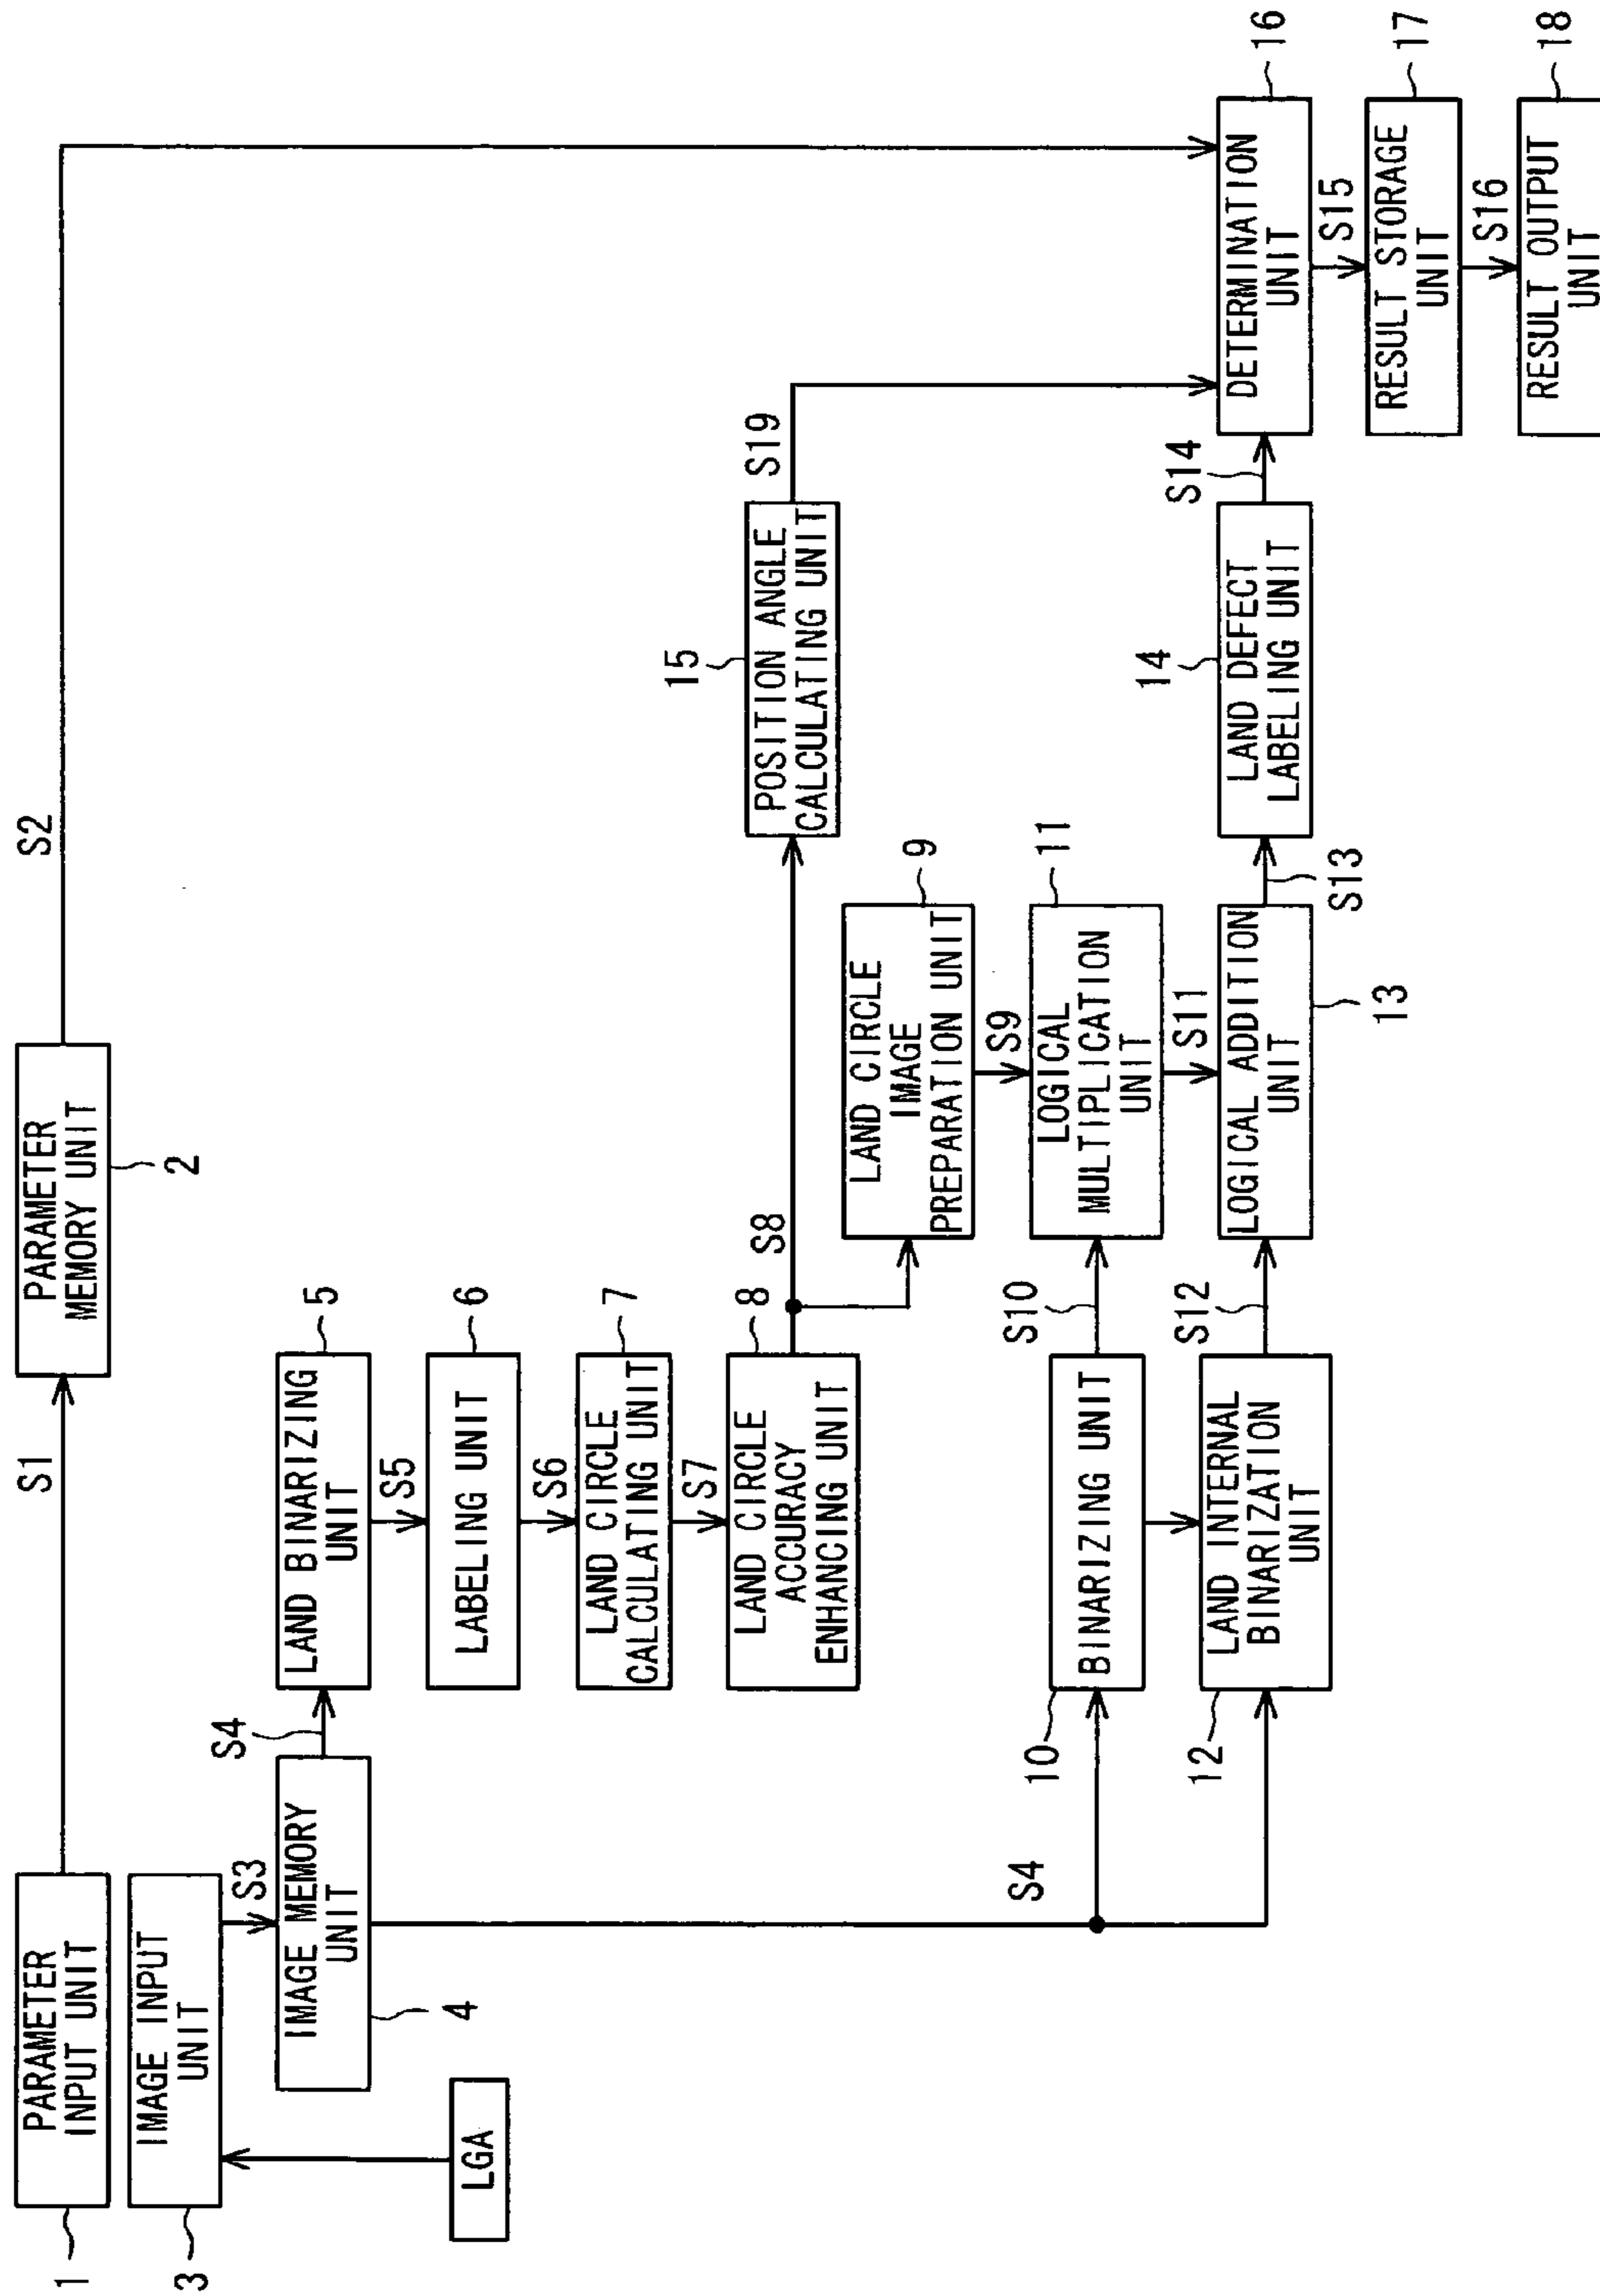 1
PARAMETER
INPUT UNIT
S1
PARAMETER
MEMORY UNIT
2
S2
3
IMAGE INPUT
UNIT
S3
LGA
IMAGE MEMORY
UNIT
4
S4
LAND BINARIZING
UNIT
5
S5
LABELING UNIT
6
S6
LAND CIRCLE
CALCULATING UNIT
7
S7
LAND CIRCLE
ACCURACY
ENHANCING UNIT
8
S8
15
POSITION ANGLE
CALCULATING UNIT
S19
LAND CIRCLE
IMAGE
PREPARATION UNIT
9
S9
S4
10
BINARIZING UNIT
S10
LOGICAL
MULTIPLICATION
UNIT
11
S11
12
LAND INTERNAL
BINARIZATION
UNIT
S12
LOGICAL ADDITION
UNIT
13
S13
14
LAND DEFECT
LABELING UNIT
S14
DETERMINATION
UNIT
16
S15
RESULT STORAGE
UNIT
17
S16
RESULT OUTPUT
UNIT
18